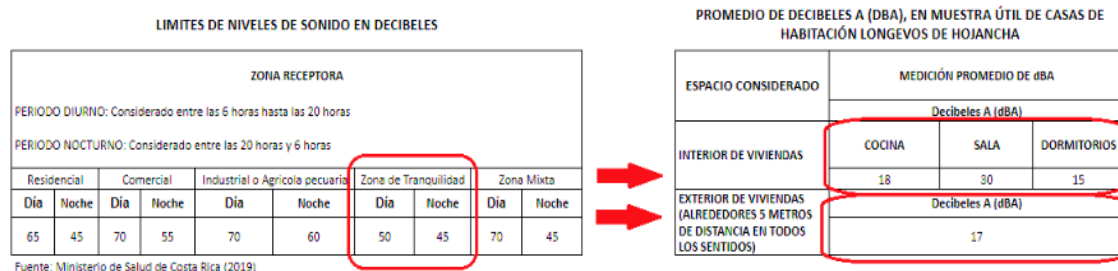 LIMITES DE NIVELES DE SONIDO EN DECIBELES
ZONA RECEPTORA
PERIODO DIURNO: Considerado entre las 6 horas hasta las 20 horas
PERIODO NOCTURNO: Considerado entre las 20 horas y 6 horas
Residencial Comercial Industrial o Agricola pecuaria Zona de Tranquilidad Zona Mixta
Día Noche Día Noche Día Noche Día Noche Día Noche
65 45 70 55 70 60 50 45 70 45
Fuente: Ministerio de Salud de Costa Rica (2019)
PROMEDIO DE DECIBELES A (DBA), EN MUESTRA ÚTIL DE CASAS DE
HABITACIÓN LONGEVOS DE HOJANCHA
ESPACIO CONSIDERADO
MEDICIÓN PROMEDIO DE dBA
Decibeles A (dBA)
INTERIOR DE VIVIENDAS
COCINA SALA DORMITORIOS
18 30 15
EXTERIOR DE VIVIENDAS
(ALREDEDORES 5 METROS
DE DISTANCIA EN TODOS
LOS SENTIDOS)
Decibeles A (dBA)
17